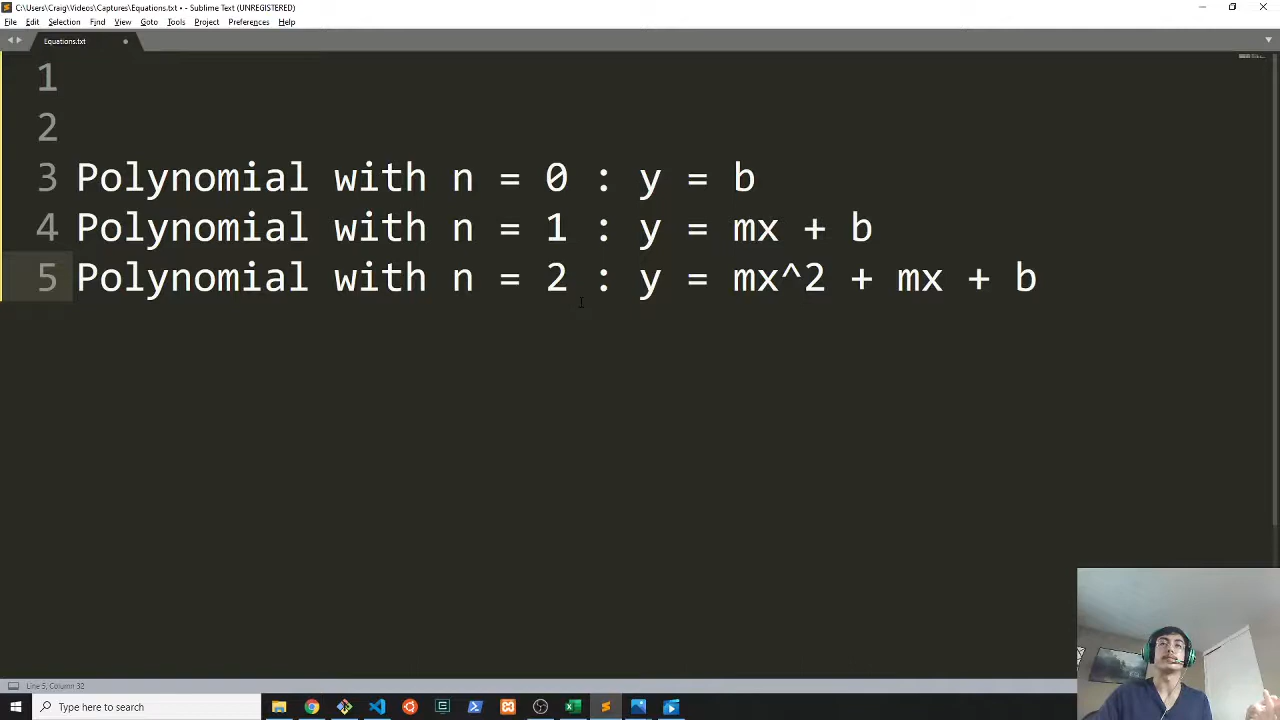 C:\Users\Craig\Videos\Captures\Equations.txt • - Sublime Text (UNREGISTERED)
File Edit Selection Find View Goto Tools Project Preferences Help
Equations.txt
1
2
3 Polynomial with n = 0 : y = b
4 Polynomial with n = 1 : y = mx + b
5 Polynomial with n = 2 : y = mx^2 + mx + b
Line 5, Column 32
Type here to search